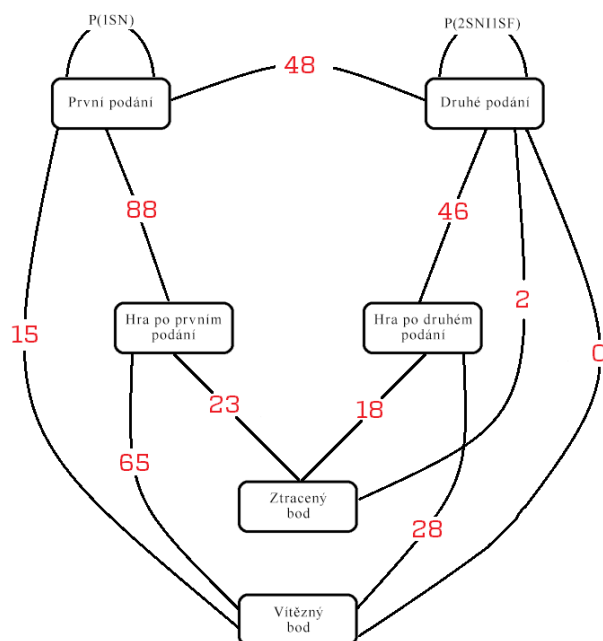 P(1SN)
P(2SNI1SF)
48
První podání
Druhé podání
88
46
2
Hra po prvním
podání
Hra po druhém
podání
15
0
23
18
65
Ztracený
bod
28
Vítězný
bod